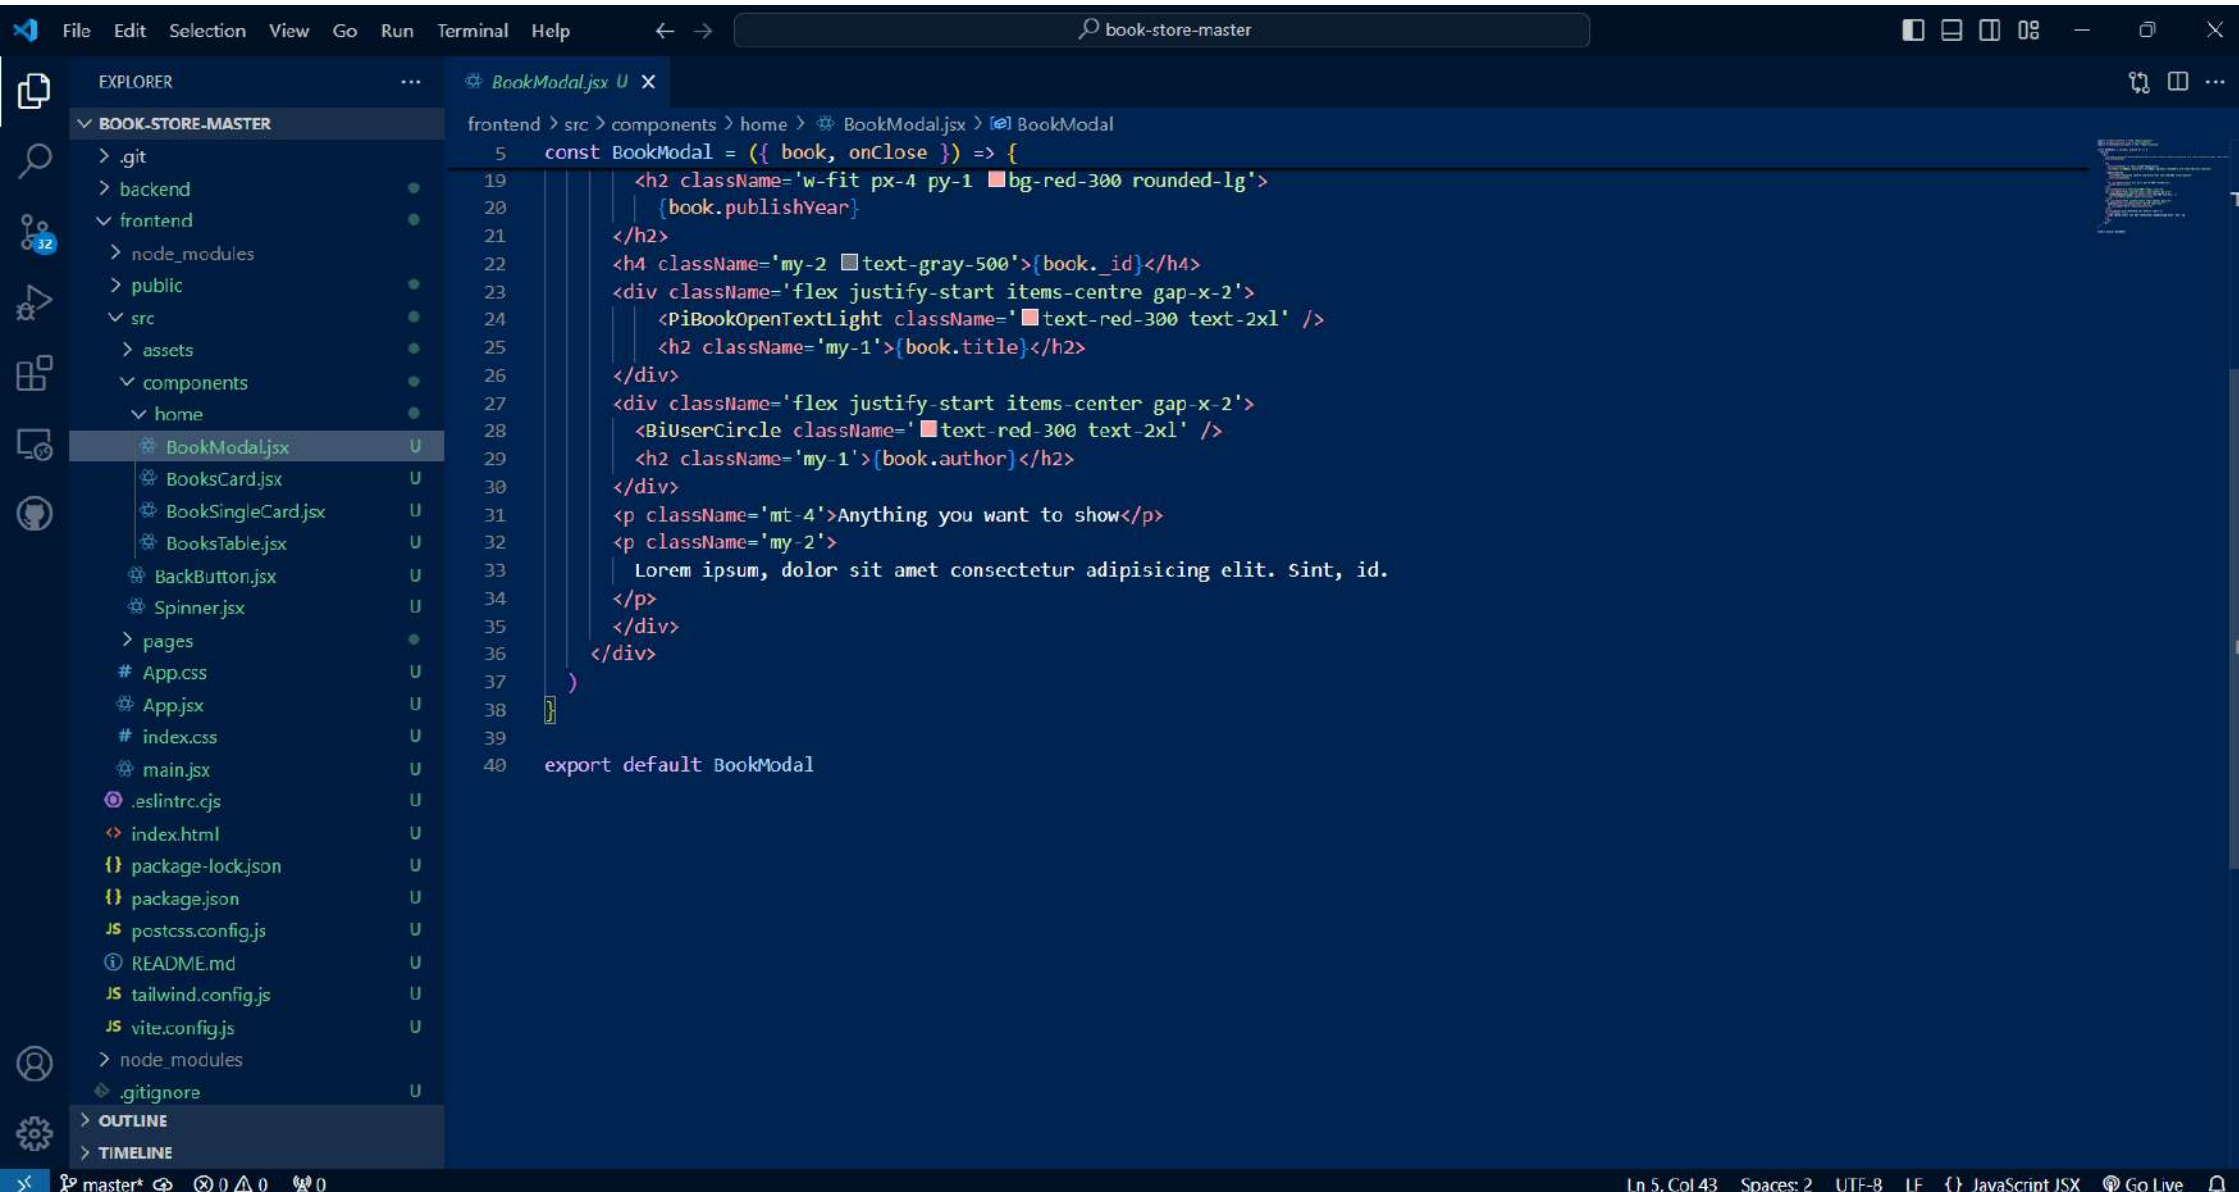 File Edit Selection View Go Run Terminal Help
book-store-master
EXPLORER
BookModal.jsx U
BOOK-STORE-MASTER
.git
backend
frontend
node_modules
public
src
assets
components
home
BookModal.jsx U
BooksCard.jsx U
BookSingleCard.jsx U
BooksTable.jsx U
BackButton.jsx U
Spinner.jsx U
pages
App.css U
App.jsx U
index.css U
main.jsx U
.eslintrc.cjs U
index.html U
package-lock.json U
package.json U
postcss.config.js U
README.md U
tailwind.config.js U
vite.config.js U
node_modules
.gitignore U
OUTLINE
TIMELINE
32
frontend > src > components > home > BookModal.jsx > BookModal
5 const BookModal = ({ book, onClose }) => {
19 <h2 className='w-fit px-4 py-1 bg-red-300 rounded-lg'>
20 {book.publishYear}
21 </h2>
22 <h4 className='my-2 text-gray-500'>{book._id}</h4>
23 <div className='flex justify-start items-centre gap-x-2'>
24 <PiBookOpenTextLight className='text-red-300 text-2xl' />
25 <h2 className='my-1'>{book.title}</h2>
26 </div>
27 <div className='flex justify-start items-center gap-x-2'>
28 <BiUserCircle className='text-red-300 text-2xl' />
29 <h2 className='my-1'>{book.author}</h2>
30 </div>
31 <p className='mt-4'>Anything you want to show</p>
32 <p className='my-2'>
33 Lorem ipsum, dolor sit amet consectetur adipisicing elit. Sint, id.
34 </p>
35 </div>
36 </div>
37 )
38 }
39
40 export default BookModal
master* 0 0 0
Ln 5, Col 43 Spaces: 2 UTF-8 LF {} JavaScript JSX Go Live